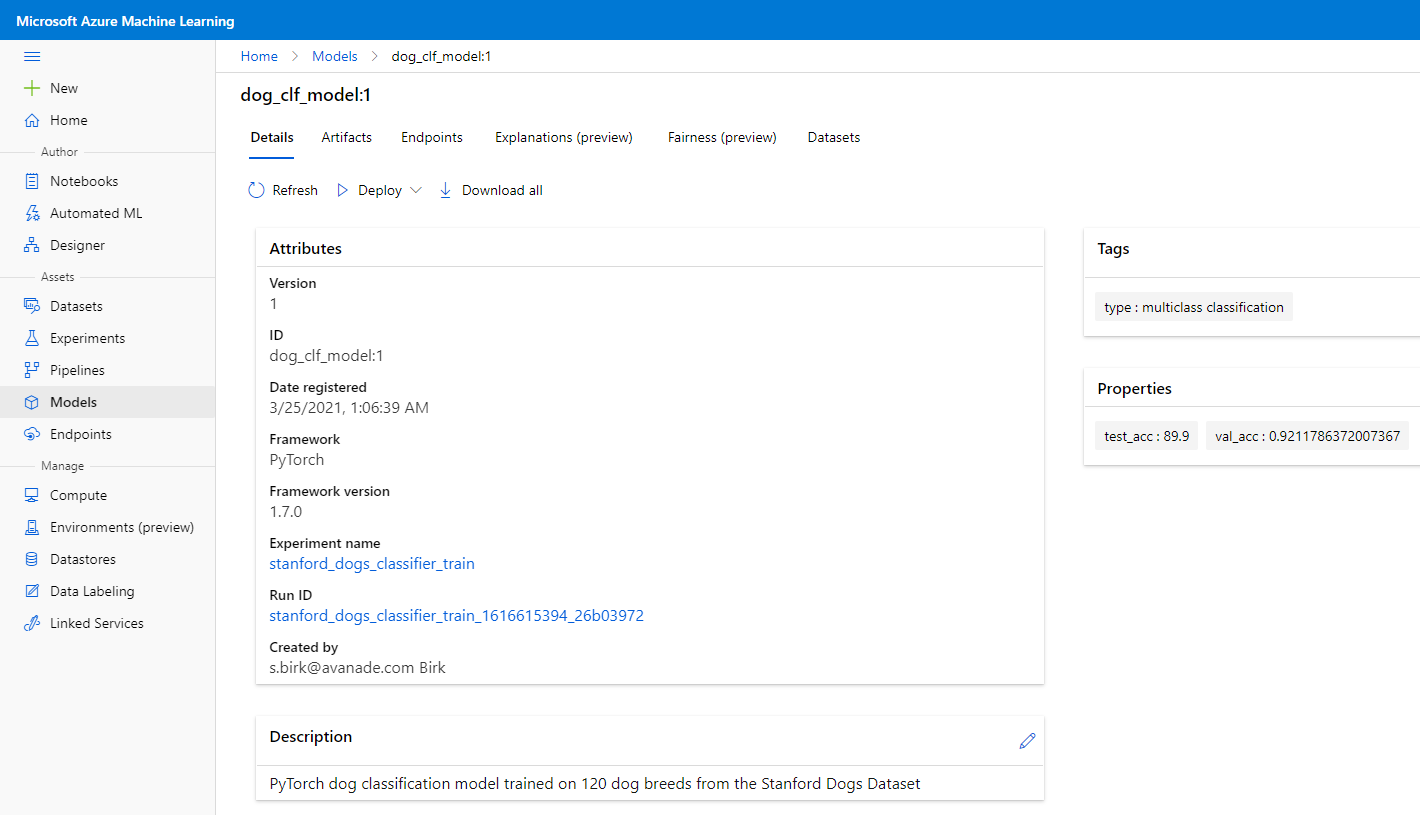 Microsoft Azure Machine Learning
Home > Models > dog_clf_model:1
New
Home
Author
Notebooks
Automated ML
Designer
Assets
Datasets
Experiments
Pipelines
Models
Endpoints
Manage
Compute
Environments (preview)
Datastores
Data Labeling
Linked Services
dog_clf_model:1
Details Artifacts Endpoints Explanations (preview) Fairness (preview) Datasets
Refresh Deploy Download all
Attributes
Version
1
ID
dog_clf_model:1
Date registered
3/25/2021, 1:06:39 AM
Framework
PyTorch
Framework version
1.7.0
Experiment name
stanford_dogs_classifier_train
Run ID
stanford_dogs_classifier_train_1616615394_26b03972
Created by
s.birk@avanade.com Birk
Description
PyTorch dog classification model trained on 120 dog breeds from the Stanford Dogs Dataset
Tags
type : multiclass classification
Properties
test_acc : 89.9 val_acc : 0.9211786372007367